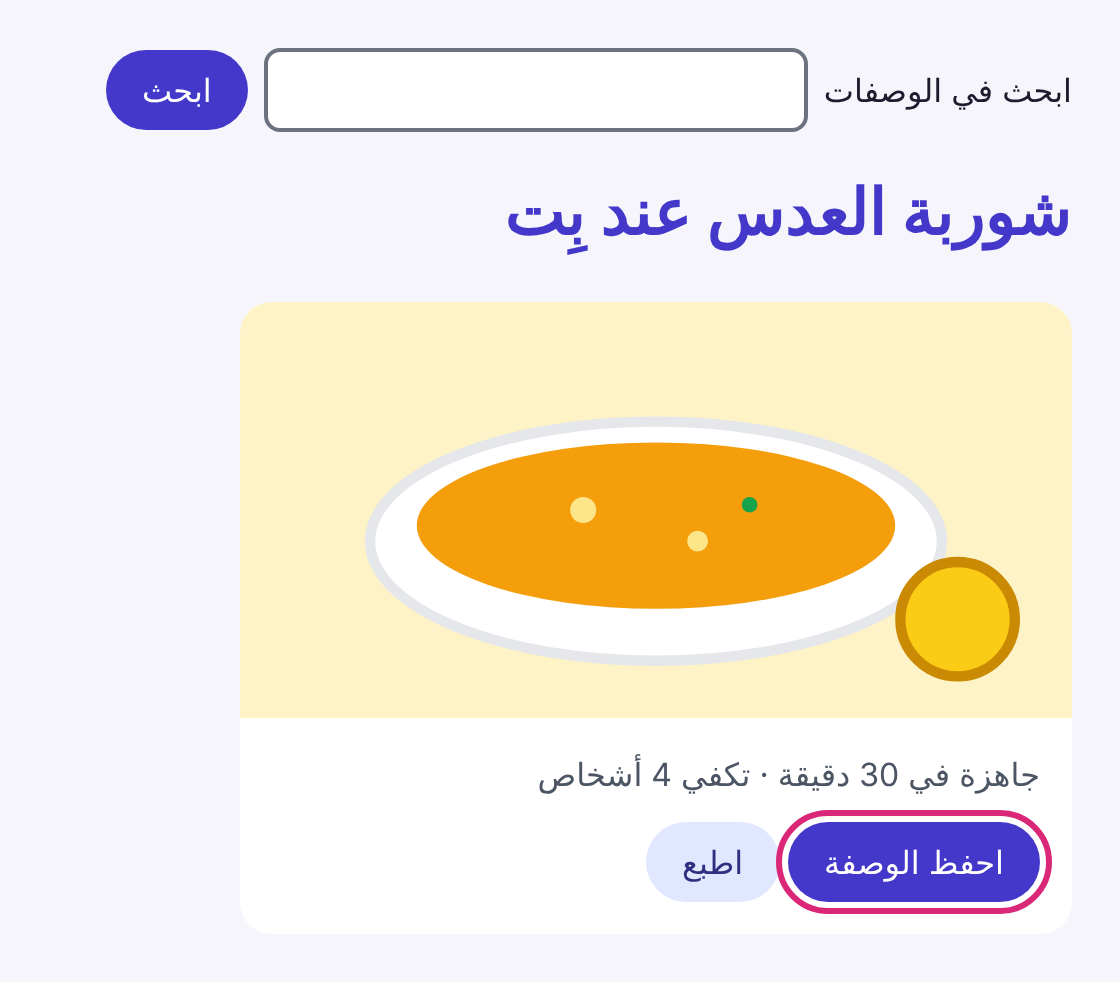 ابحث في الوصفات
ابحث
شوربة العدس عند بِت
جاهزة في 30 دقيقة · تكفي 4 أشخاص
احفظ الوصفة
اطبع